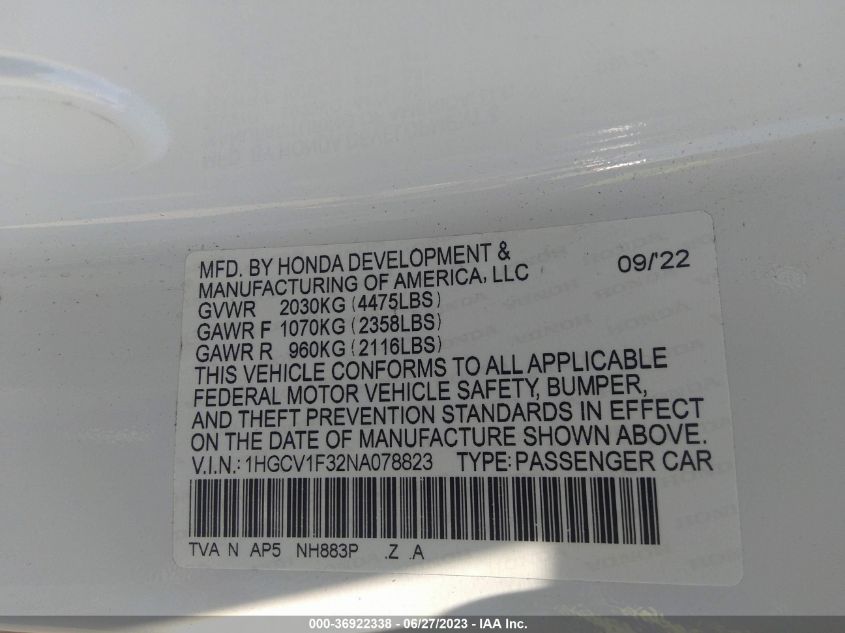 MFD. BY HONDA DEVELOPMENT &
MANUFACTURING OF AMERICA, LLC
09/'22
GVWR 2030KG (4475LBS)
GAWR F 1070KG (2358LBS)
GAWR R 960KG (2116LBS)
THIS VEHICLE CONFORMS TO ALL APPLICABLE
FEDERAL MOTOR VEHICLE SAFETY, BUMPER,
AND THEFT PREVENTION STANDARDS IN EFFECT
ON THE DATE OF MANUFACTURE SHOWN ABOVE.
V.I.N.: 1HGCV1F32NA078823 TYPE: PASSENGER CAR
TVA N AP5 NH883P .Z .A
000-36922338 - 06/27/2023 - IAA Inc.